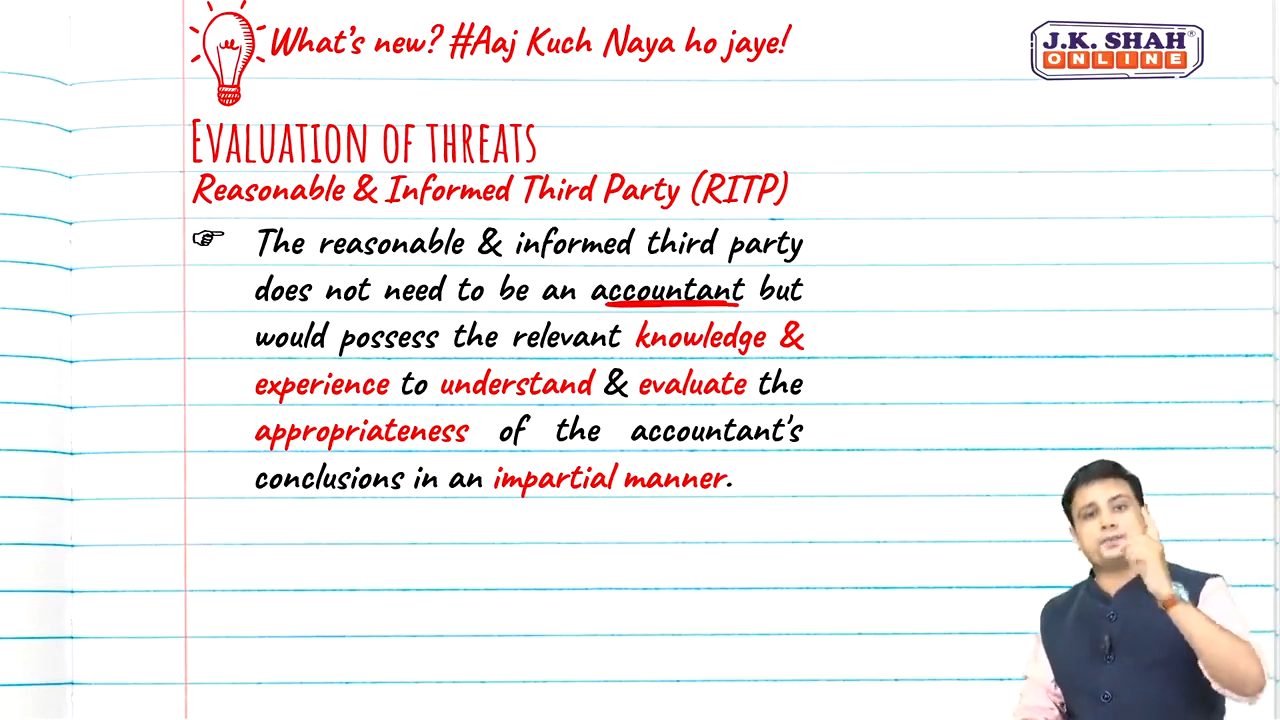 What's new? #Aaj Kuch Naya ho jaye!
J.K. SHAH®
ONLINE
EVALUATION OF THREATS
Reasonable & Informed Third Party (RITP)
The reasonable & informed third party
does not need to be an accountant but
would possess the relevant knowledge &
experience to understand & evaluate the
appropriateness of the accountant's
conclusions in an impartial manner.